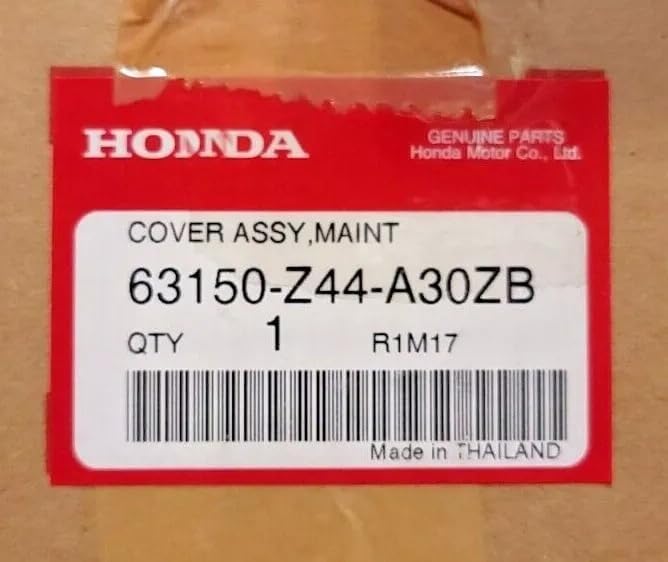 HONDA
GENUINE PARTS
Honda Motor Co., Ltd.
COVER ASSY,MAINT
63150-Z44-A30ZB
QTY 1 R1M17
Made in THAILAND